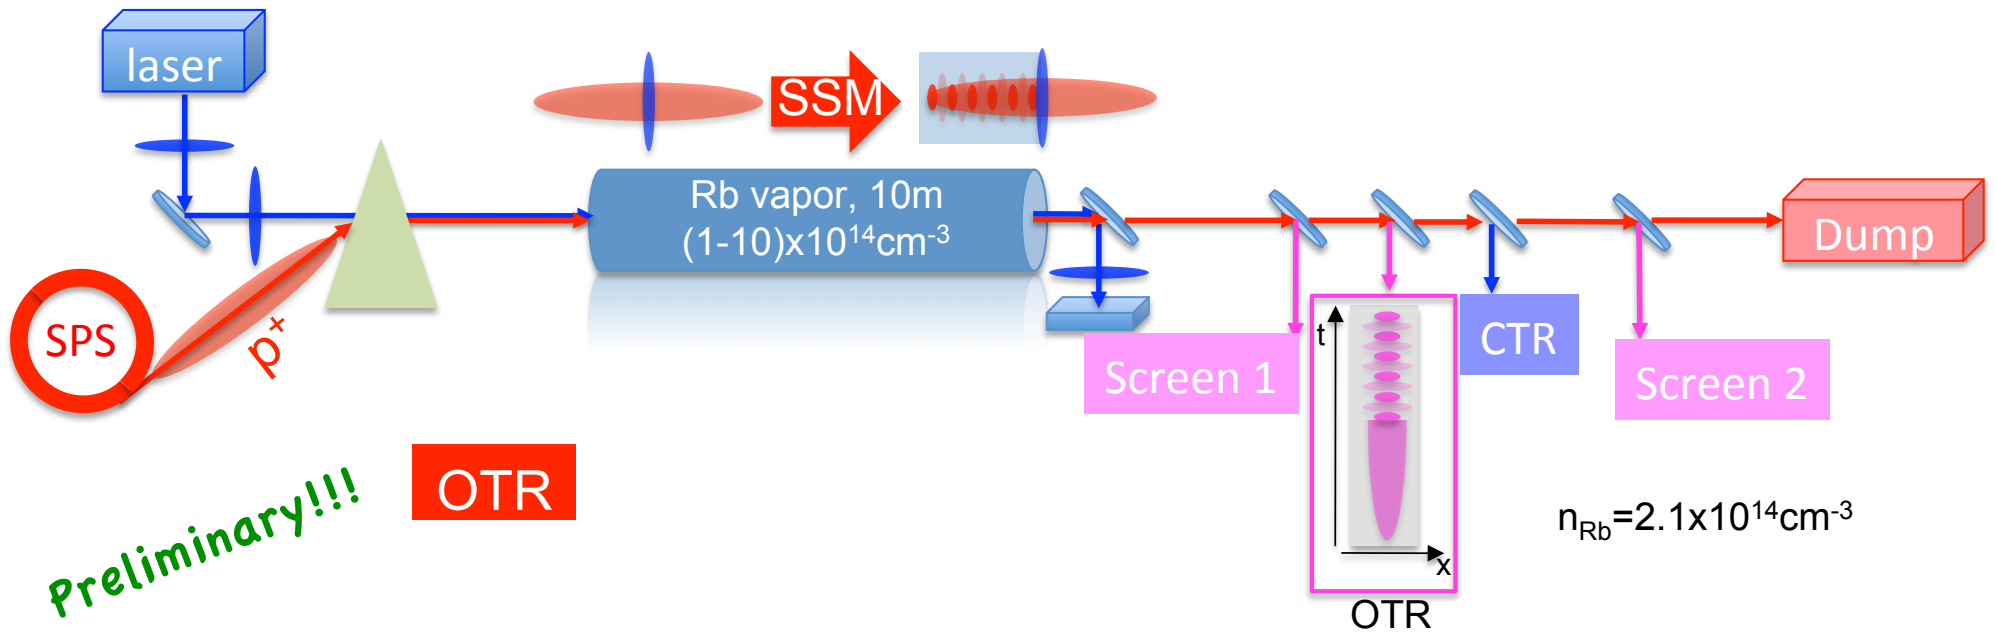 laser
SSM
Rb vapor, 10m
(1-10)x10¹⁴cm⁻³
Dump
SPS
p⁺
t
CTR
Screen 1
Screen 2
OTR
Preliminary!!!
n_Rb=2.1x10¹⁴cm⁻³
x
OTR